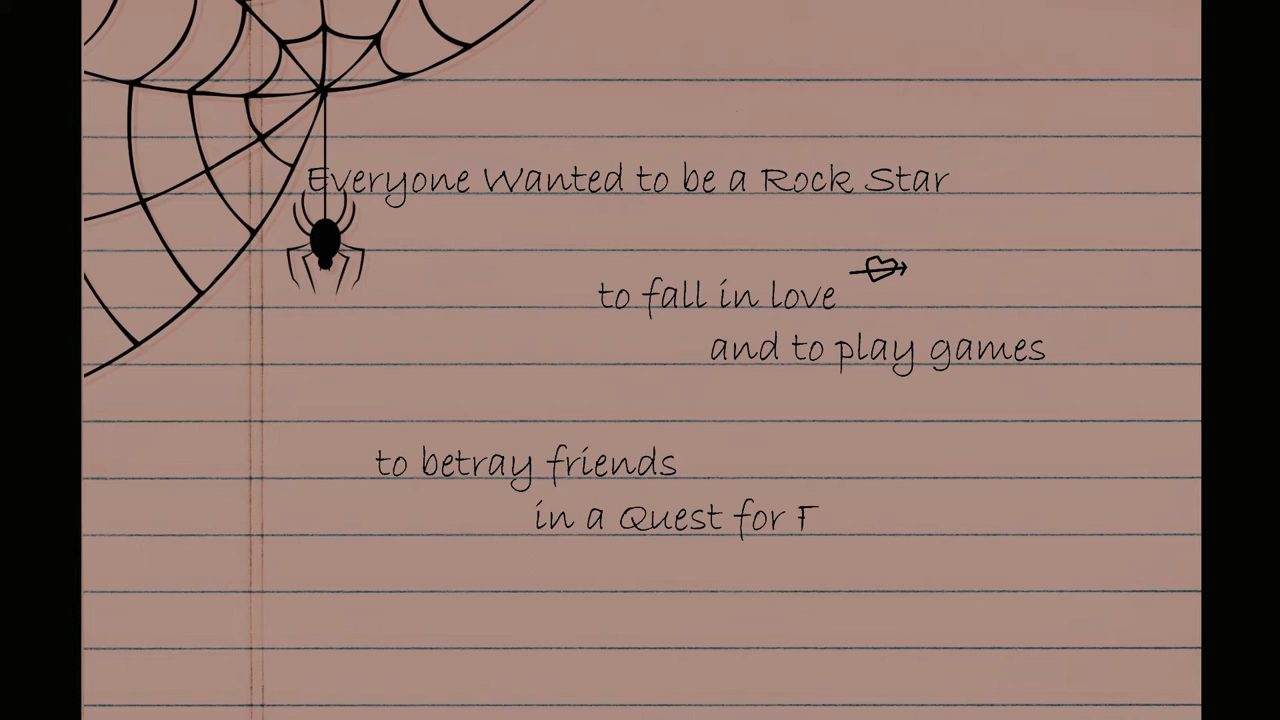 Everyone Wanted to be a Rock Star
to fall in love
and to play games
to betray friends
in a Quest for F